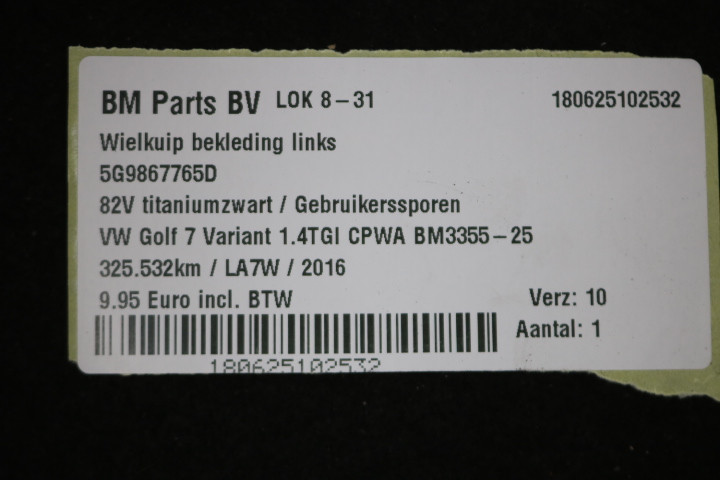 BM Parts BV LOK 8-31 180625102532
Wielkuip bekleding links
5G9867765D
82V titaniumzwart / Gebruikerssporen
VW Golf 7 Variant 1.4TGI CPWA BM3355-25
325.532km / LA7W / 2016
9.95 Euro incl. BTW Verz: 10
Aantal: 1
180625102532